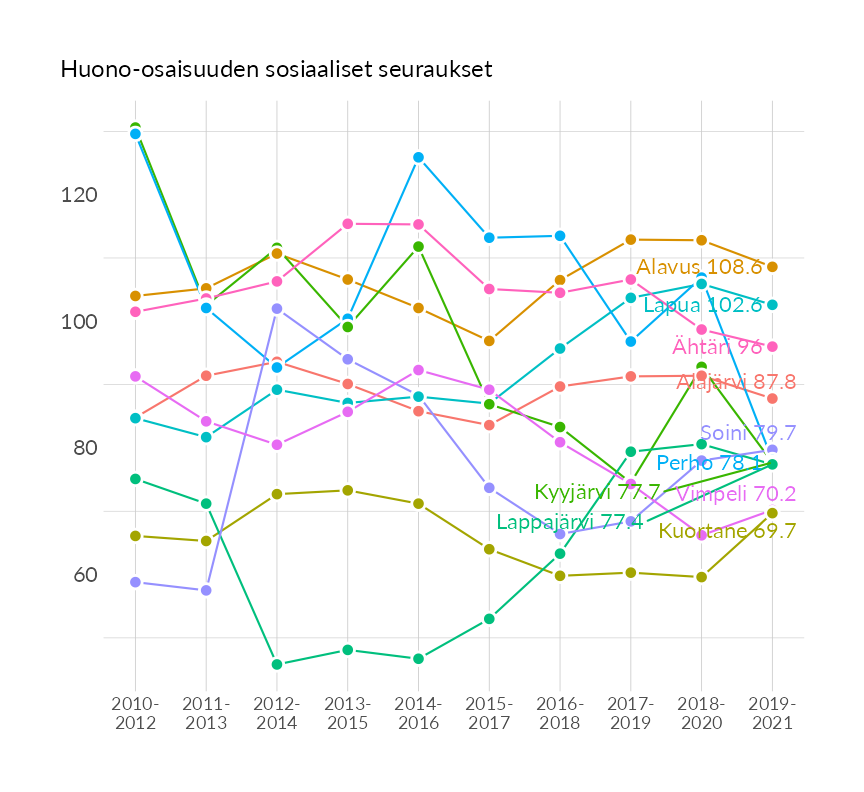 Huono-osaisuuden sosiaaliset seuraukset
120
100
80
60
Alavus 108.6
Lapua 102.6
Ähtäri 96
Alajärvi 87.8
Soini 79.7
Perho 78.1
Kyyjärvi 77.7
Vimpeli 70.2
Lappajärvi 77.4
Kuortane 69.7
2010-
2012
2011-
2013
2012-
2014
2013-
2015
2014-
2016
2015-
2017
2016-
2018
2017-
2019
2018-
2020
2019-
2021